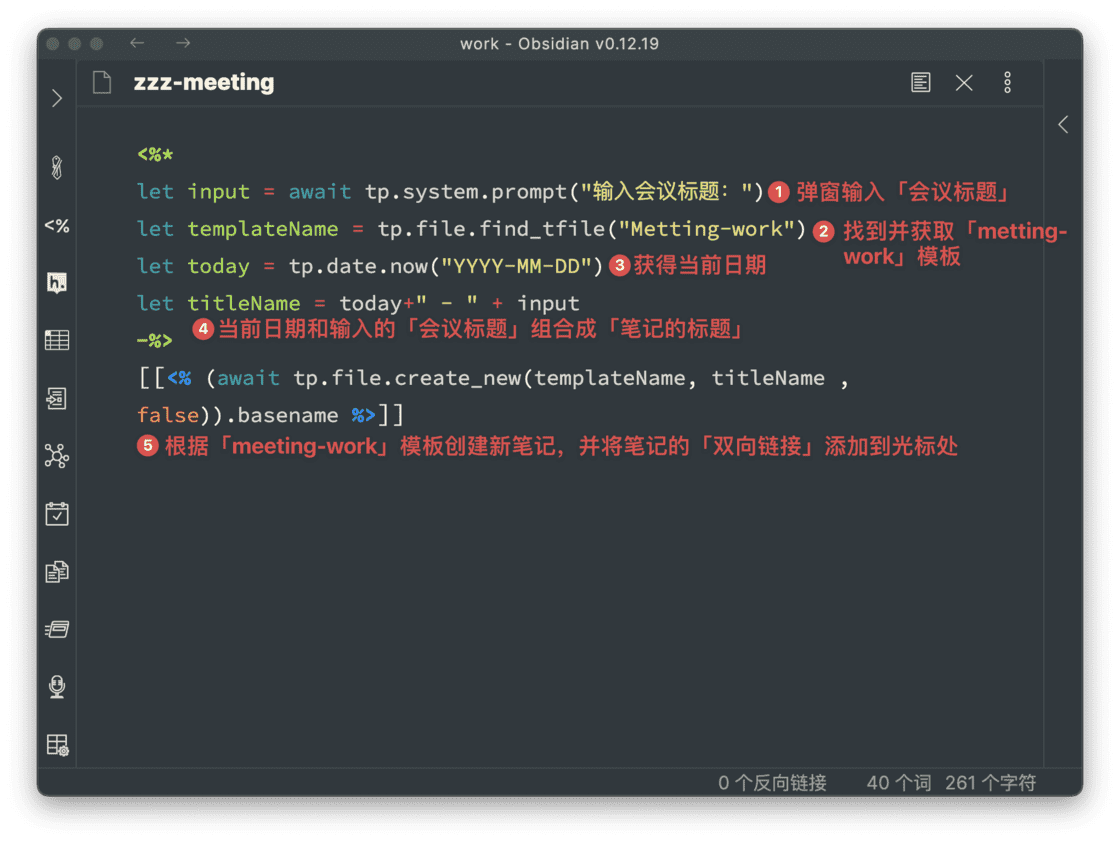 work - Obsidian v0.12.19
zzz-meeting
<%*
let input = await tp.system.prompt("输入会议标题：") 1 弹窗输入「会议标题」
let templateName = tp.file.find_tfile("Metting-work") 2 找到并获取「metting-
work」模板
let today = tp.date.now("YYYY-MM-DD") 3 获得当前日期
let titleName = today+" - " + input
4 当前日期和输入的「会议标题」组合成「笔记的标题」
-%>
[[<% (await tp.file.create_new(templateName, titleName ,
false)).basename %>]]
5 根据「meeting-work」模板创建新笔记，并将笔记的「双向链接」添加到光标处
<%
h.
0 个反向链接 40 个词 261 个字符